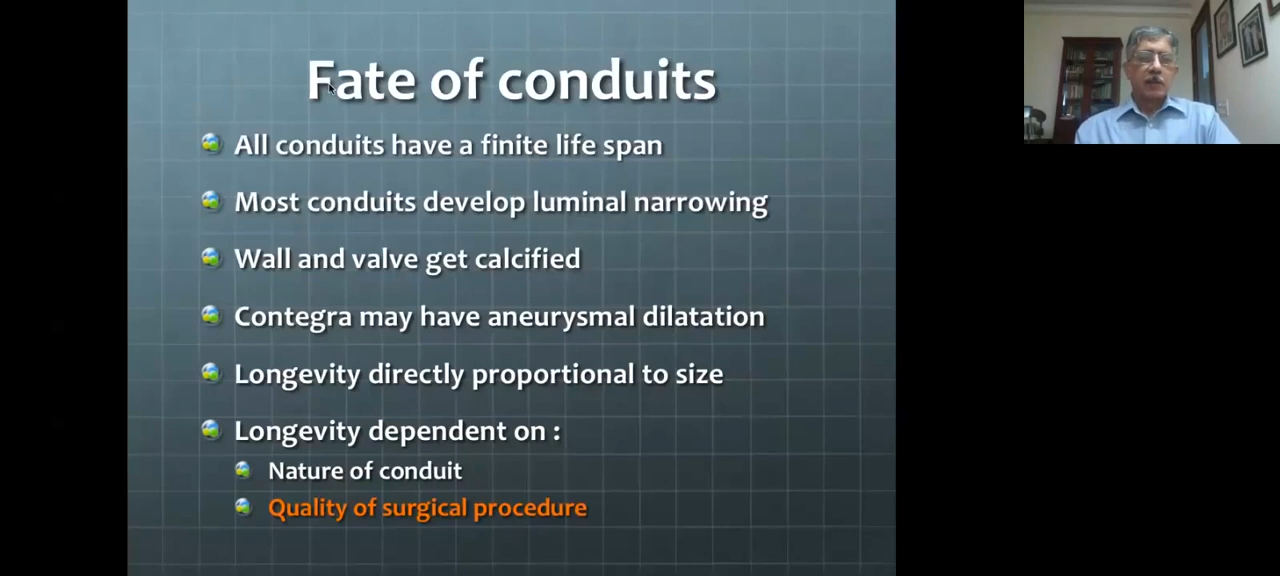 Fate of conduits
All conduits have a finite life span
Most conduits develop luminal narrowing
Wall and valve get calcified
Contegra may have aneurysmal dilatation
Longevity directly proportional to size
Longevity dependent on :
Nature of conduit
Quality of surgical procedure